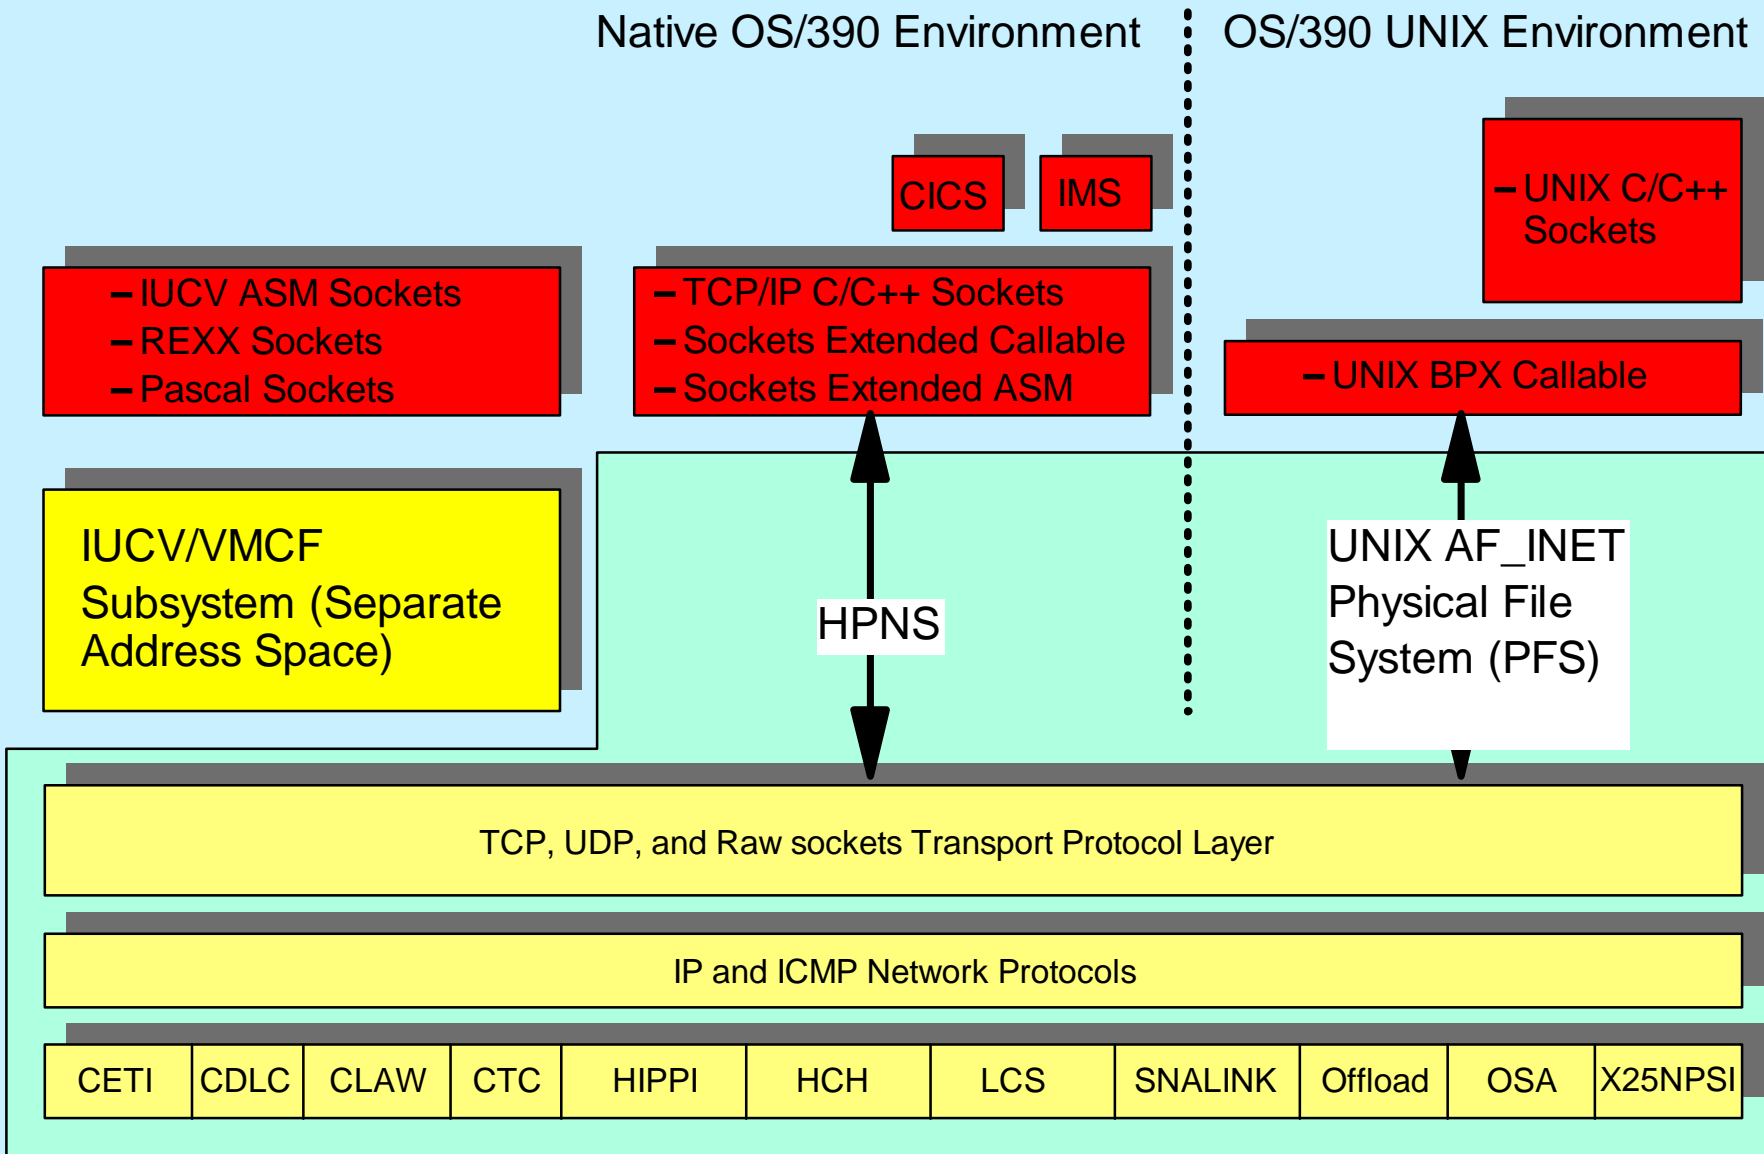 Native OS/390 Environment
OS/390 UNIX Environment
CICS
IMS
– UNIX C/C++
Sockets
– IUCV ASM Sockets
– REXX Sockets
– Pascal Sockets
– TCP/IP C/C++ Sockets
– Sockets Extended Callable
– Sockets Extended ASM
– UNIX BPX Callable
IUCV/VMCF
Subsystem (Separate
Address Space)
HPNS
UNIX AF_INET
Physical File
System (PFS)
TCP, UDP, and Raw sockets Transport Protocol Layer
IP and ICMP Network Protocols
CETI
CDLC
CLAW
CTC
HIPPI
HCH
LCS
SNALINK
Offload
OSA
X25NPSI